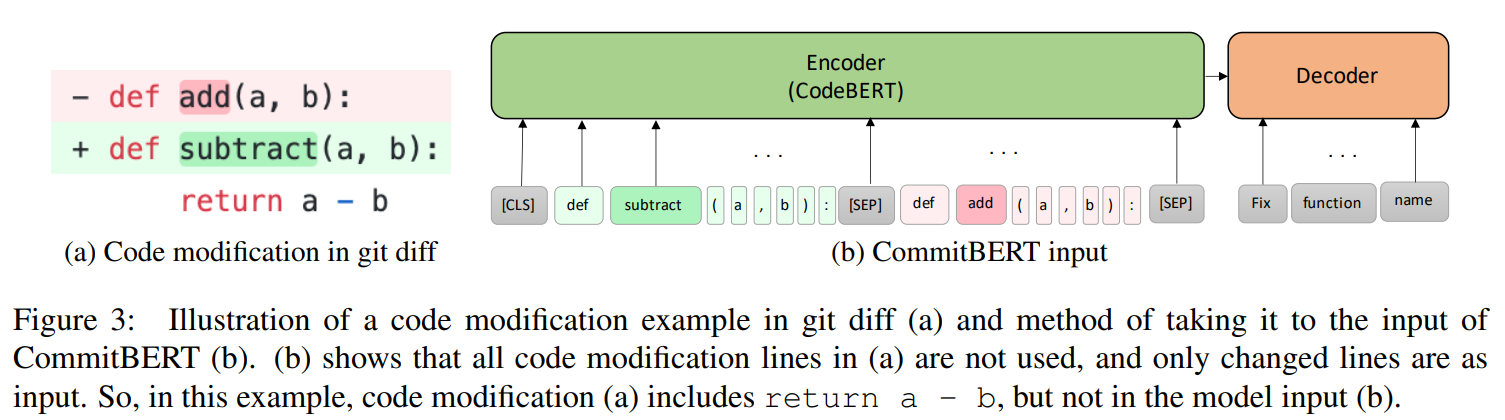 − def add(a, b):
+ def subtract(a, b):
return a − b
(a) Code modification in git diff
Encoder
(CodeBERT)
Decoder
. . .
. . .
. . .
[CLS] def subtract ( a , b ) : [SEP] def add ( a , b ) : [SEP] Fix function name
(b) CommitBERT input
Figure 3: Illustration of a code modification example in git diff (a) and method of taking it to the input of
CommitBERT (b). (b) shows that all code modification lines in (a) are not used, and only changed lines are as
input. So, in this example, code modification (a) includes return a - b, but not in the model input (b).